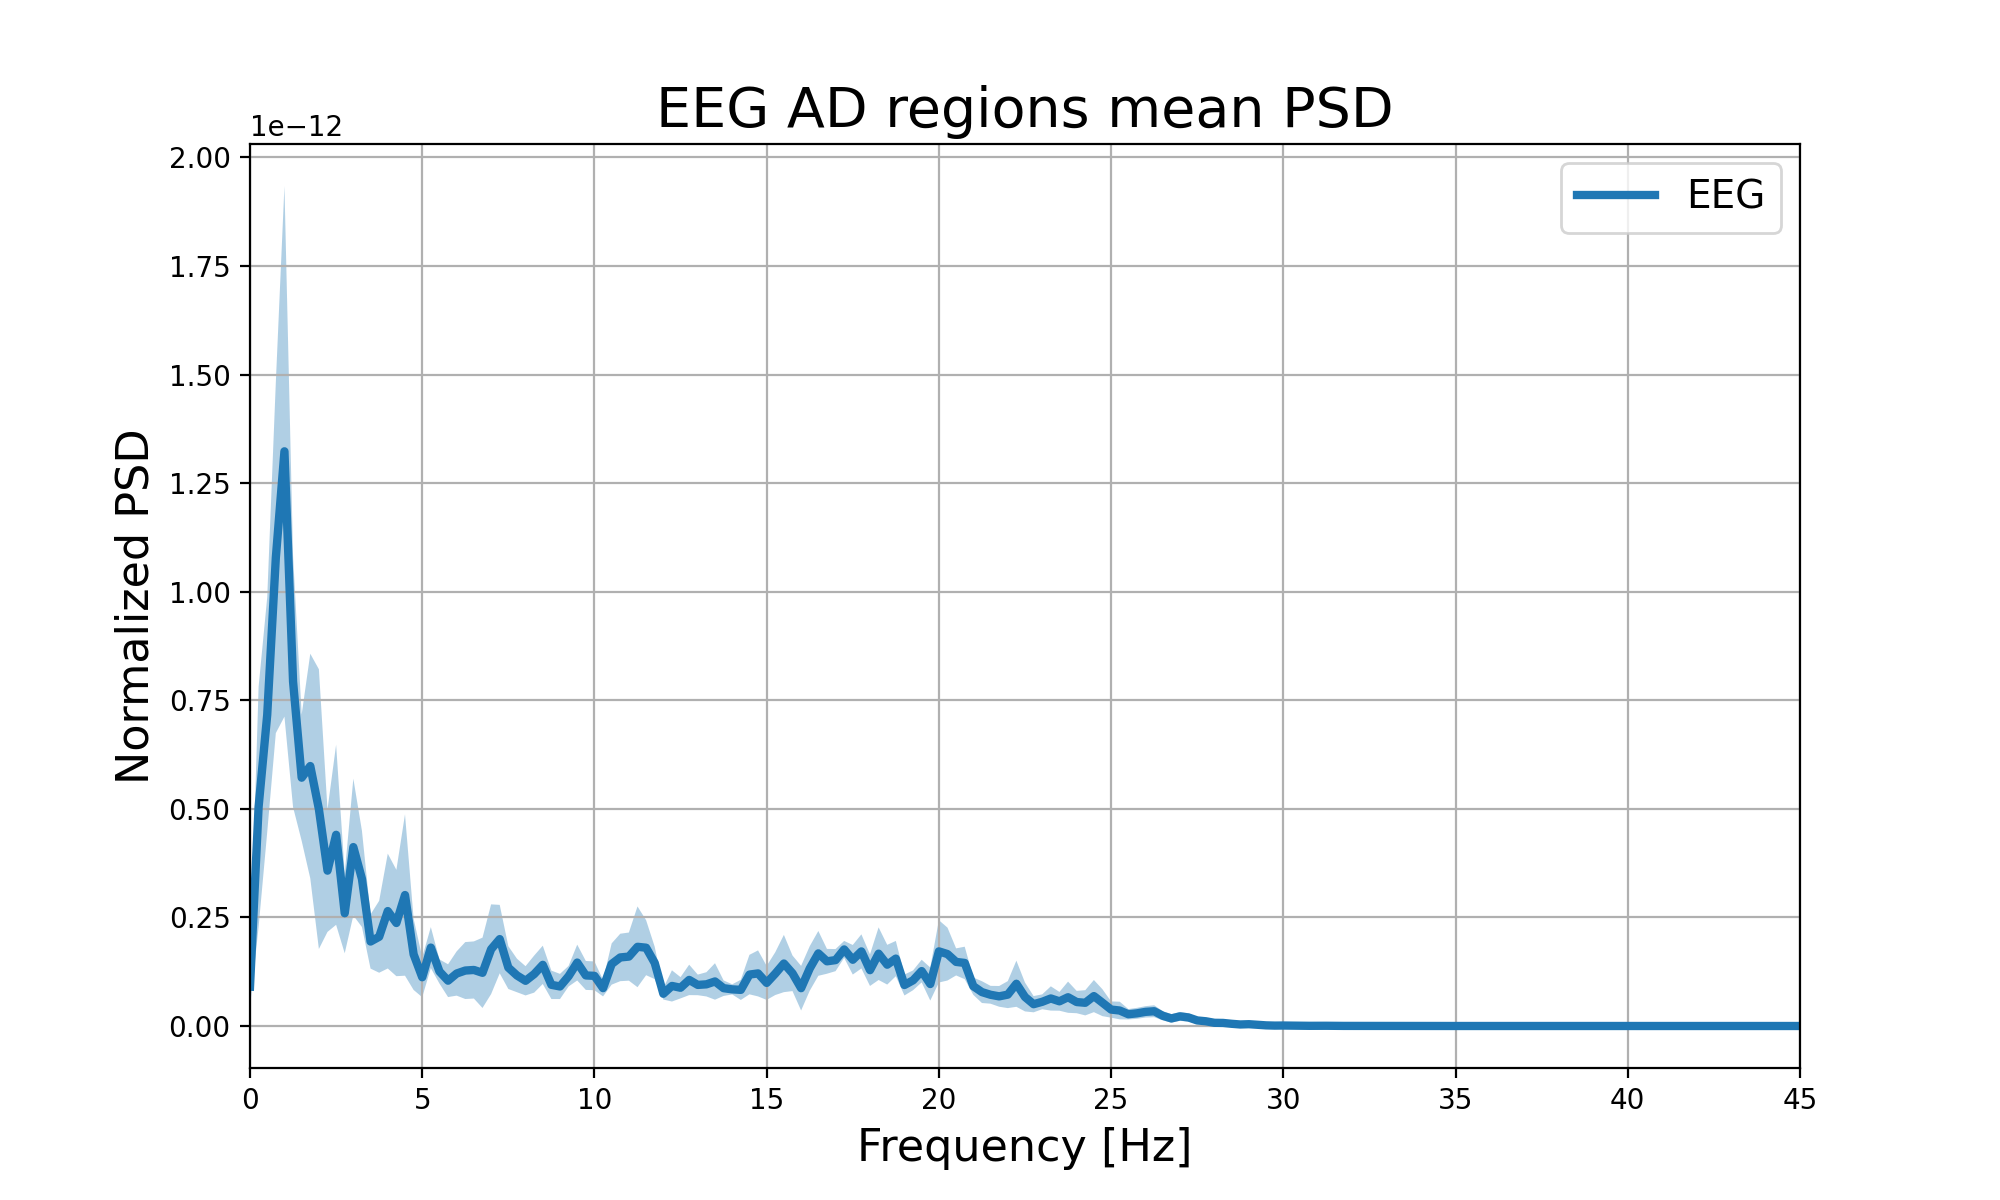 EEG AD regions mean PSD
1e−12
2.00
1.75
1.50
1.25
1.00
0.75
0.50
0.25
0.00
Normalized PSD
EEG
0 5 10 15 20 25 30 35 40 45
Frequency [Hz]